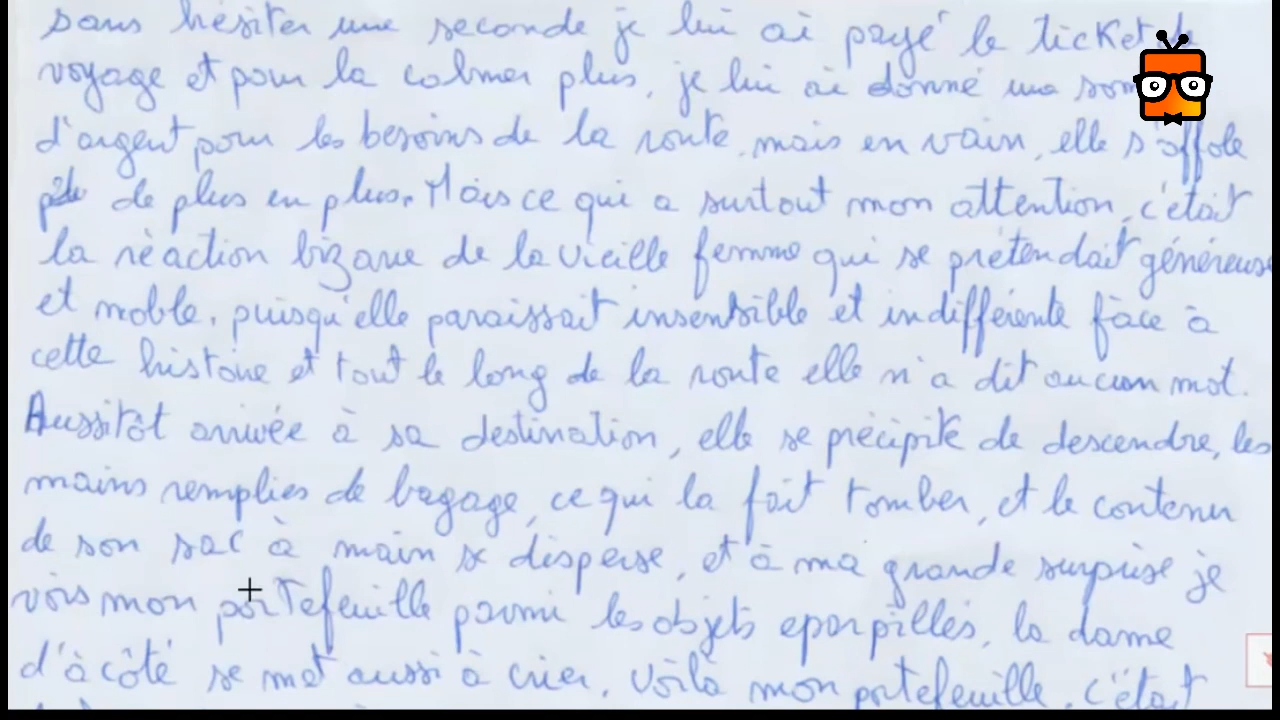 sans hésiter une seconde je lui ai payé le ticket de
voyage et pour la calmer plus, je lui ai donné une som
d'argent pour les besoins de la route, mais en vain, elle s'affole
de plus en plus. Mais ce qui a surtout mon attention, c'était
la réaction bizare de la vieille femme qui se prétendait généreuse
et noble, puisqu'elle paraissait insensible et indifférente face à
cette histoire et tout le long de la route elle n'a dit aucun mot.
Aussitôt arrivée à sa destination, elle se précipite de descendre, les
mains remplies de bagage, ce qui la fait tomber, et le contenu
de son sac à main se disperse, et à ma grande surprise je
vois mon portefeuille parmi les objets eparpillés, la dame
d'à côté se met aussi à crier, voilà mon portefeuille, c'était